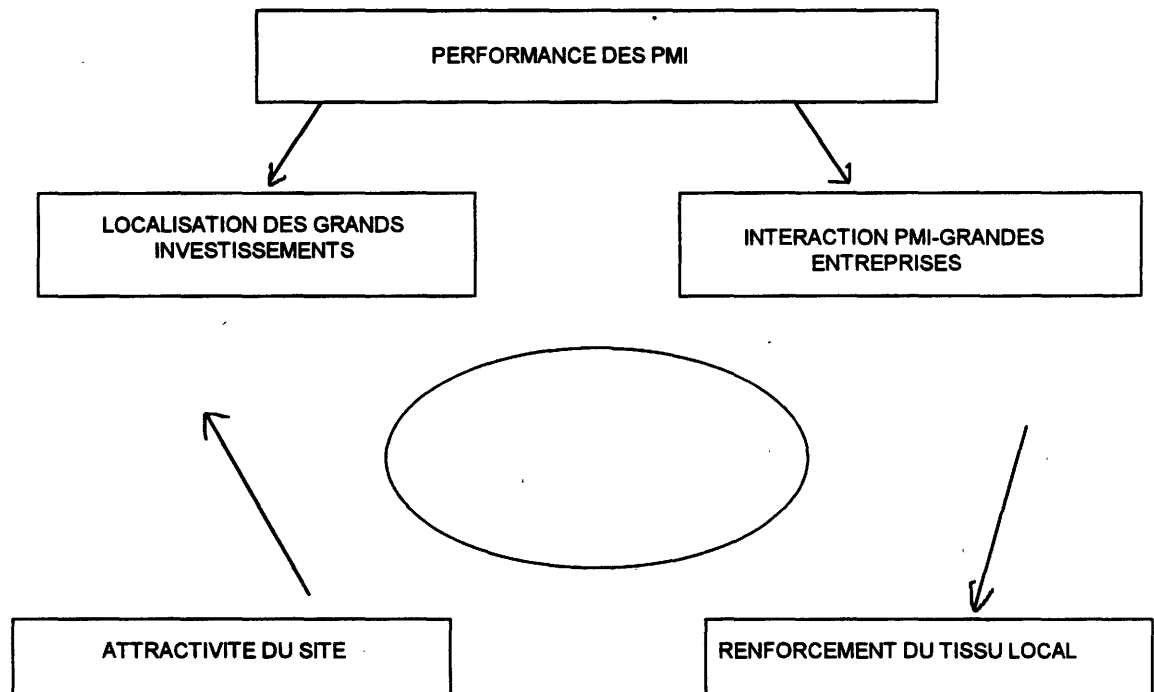 PERFORMANCE DES PMI
LOCALISATION DES GRANDS
INVESTISSEMENTS
INTERACTION PMI-GRANDES
ENTREPRISES
ATTRACTIVITE DU SITE
RENFORCEMENT DU TISSU LOCAL